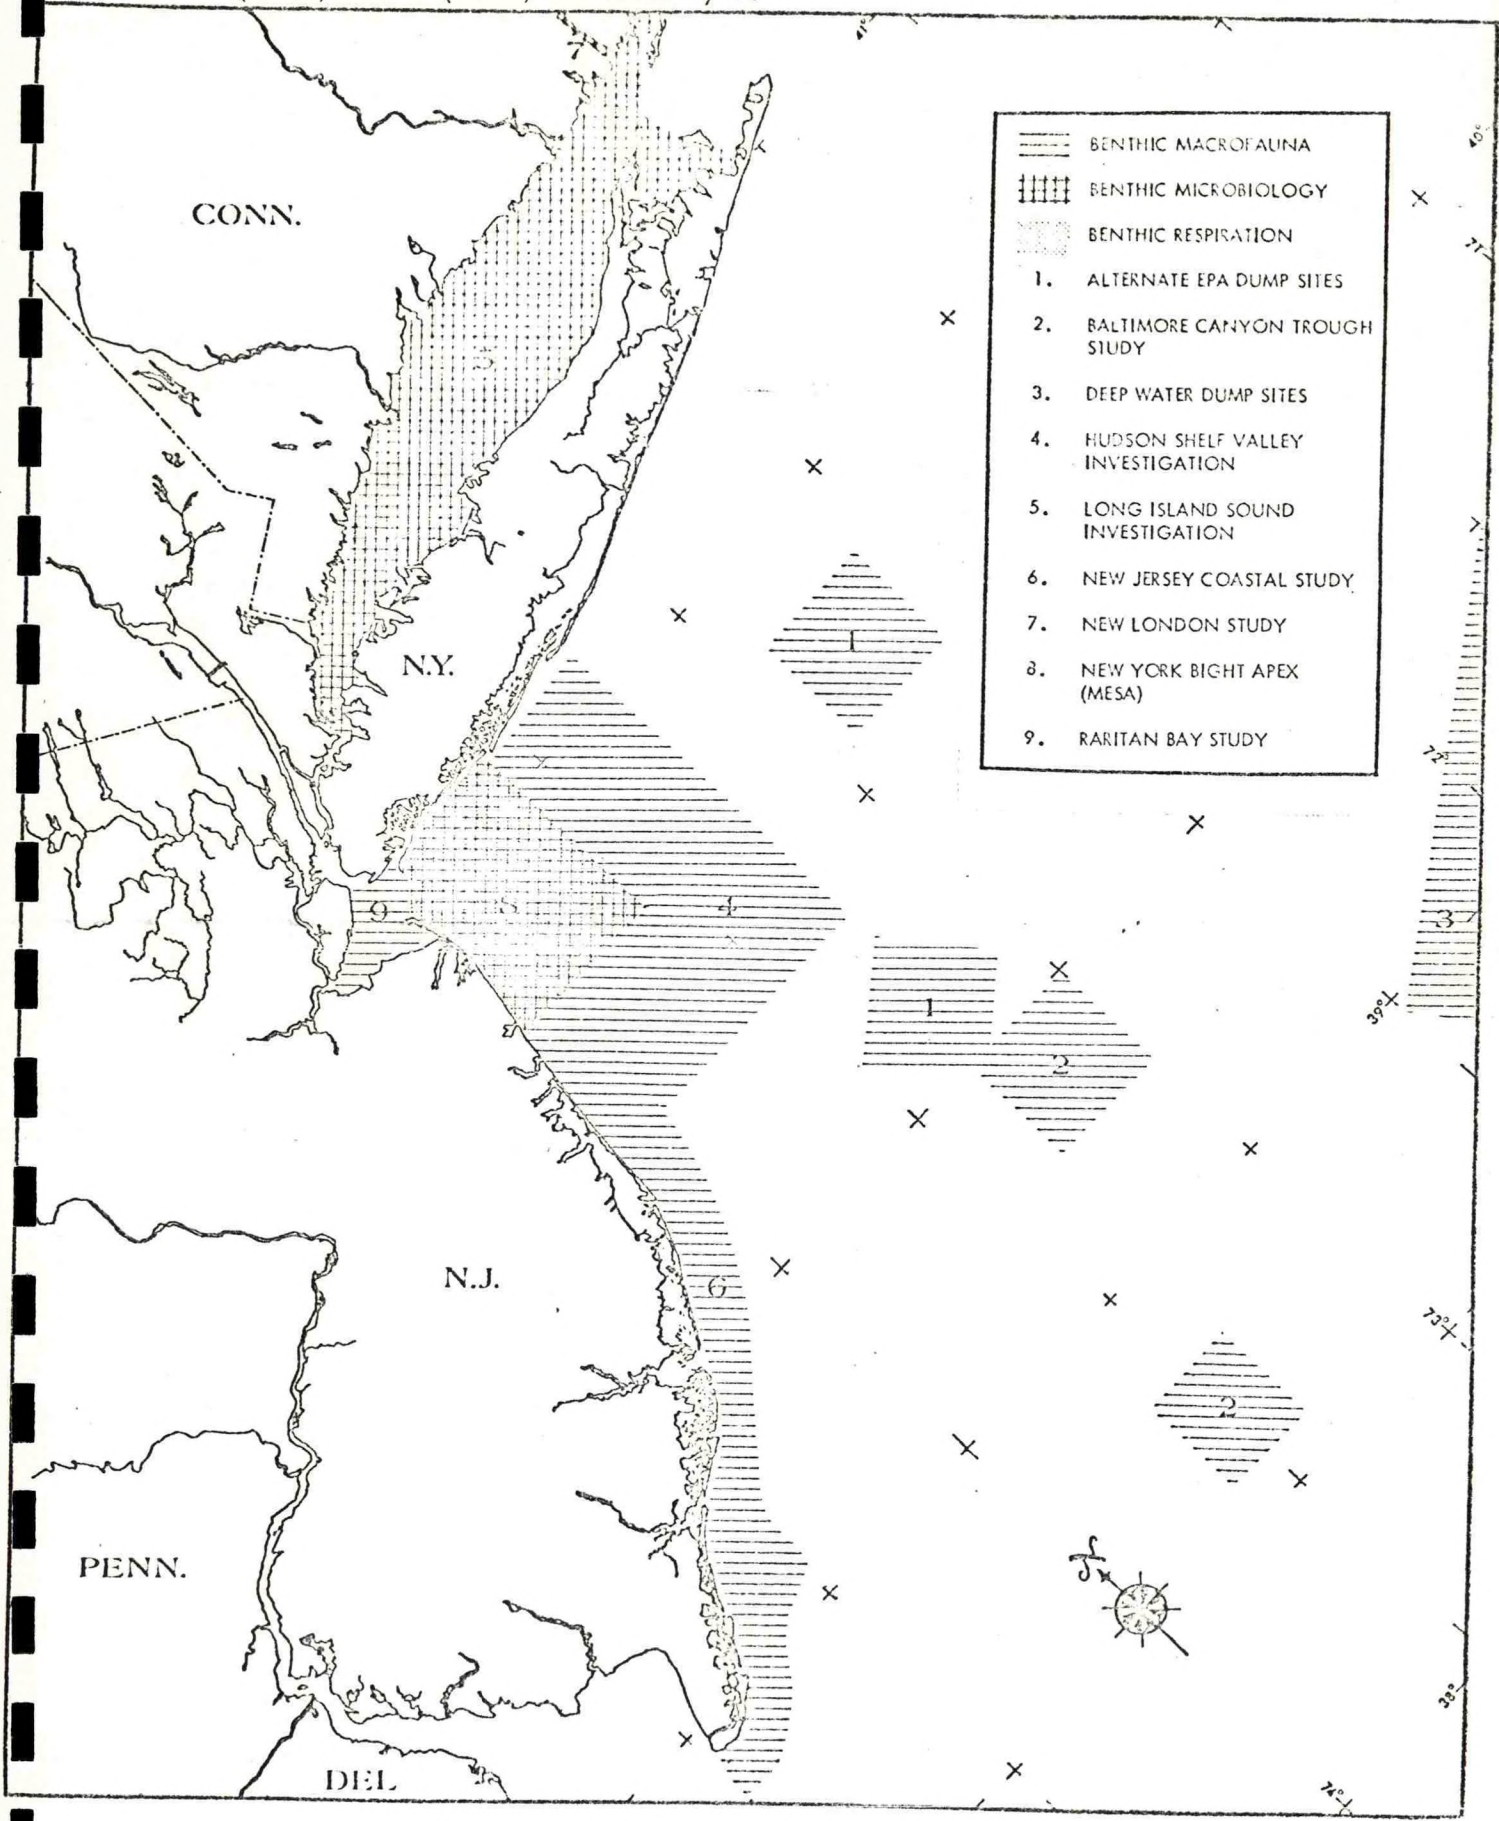 41°
40°
CONN.
BENTHIC MACROFAUNA
BENTHIC MICROBIOLOGY
BENTHIC RESPIRATION
71°
1. ALTERNATE EPA DUMP SITES
2. BALTIMORE CANYON TROUGH
STUDY
3. DEEP WATER DUMP SITES
4. HUDSON SHELF VALLEY
INVESTIGATION
5. LONG ISLAND SOUND
INVESTIGATION
6. NEW JERSEY COASTAL STUDY
7. NEW LONDON STUDY
8. NEW YORK BIGHT APEX
(MESA)
9. RARITAN BAY STUDY
5
1
N.Y.
72°
9
8
4
3
1
39°
2
N.J.
6
73°
2
PENN.
38°
DEL
74°